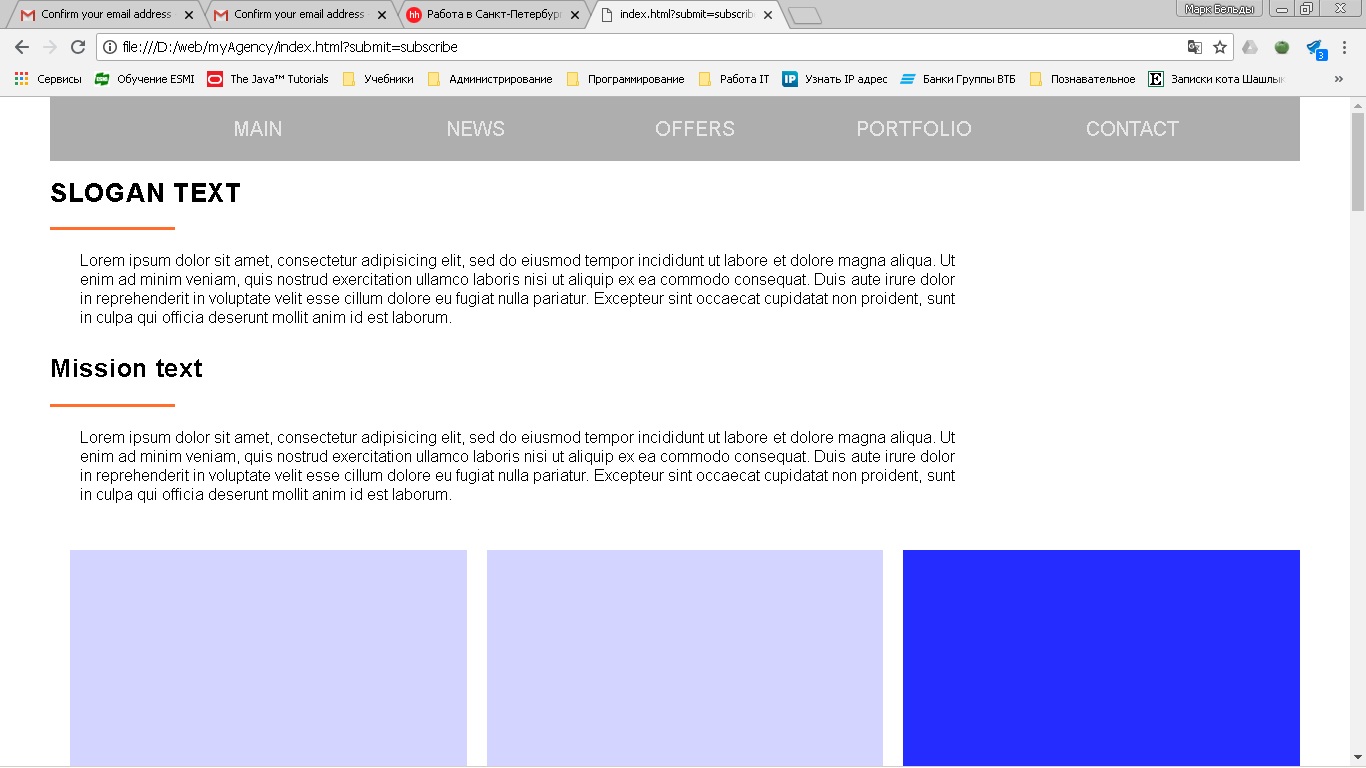 Confirm your email address
Confirm your email address
hh Работа в Санкт-Петербур
index.html?submit=subscrib
Марк Бельды
file:///D:/web/myAgency/index.html?submit=subscribe
3
Сервисы
ESMI Обучение ESMI
The Java™ Tutorials
Учебники
Администрирование
Программирование
Работа IT
IP Узнать IP адрес
Банки Группы ВТБ
Познавательное
E Записки кота Шашлы
»
MAIN NEWS OFFERS PORTFOLIO CONTACT
SLOGAN TEXT
Lorem ipsum dolor sit amet, consectetur adipisicing elit, sed do eiusmod tempor incididunt ut labore et dolore magna aliqua. Ut
enim ad minim veniam, quis nostrud exercitation ullamco laboris nisi ut aliquip ex ea commodo consequat. Duis aute irure dolor
in reprehenderit in voluptate velit esse cillum dolore eu fugiat nulla pariatur. Excepteur sint occaecat cupidatat non proident, sunt
in culpa qui officia deserunt mollit anim id est laborum.
Mission text
Lorem ipsum dolor sit amet, consectetur adipisicing elit, sed do eiusmod tempor incididunt ut labore et dolore magna aliqua. Ut
enim ad minim veniam, quis nostrud exercitation ullamco laboris nisi ut aliquip ex ea commodo consequat. Duis aute irure dolor
in reprehenderit in voluptate velit esse cillum dolore eu fugiat nulla pariatur. Excepteur sint occaecat cupidatat non proident, sunt
in culpa qui officia deserunt mollit anim id est laborum.